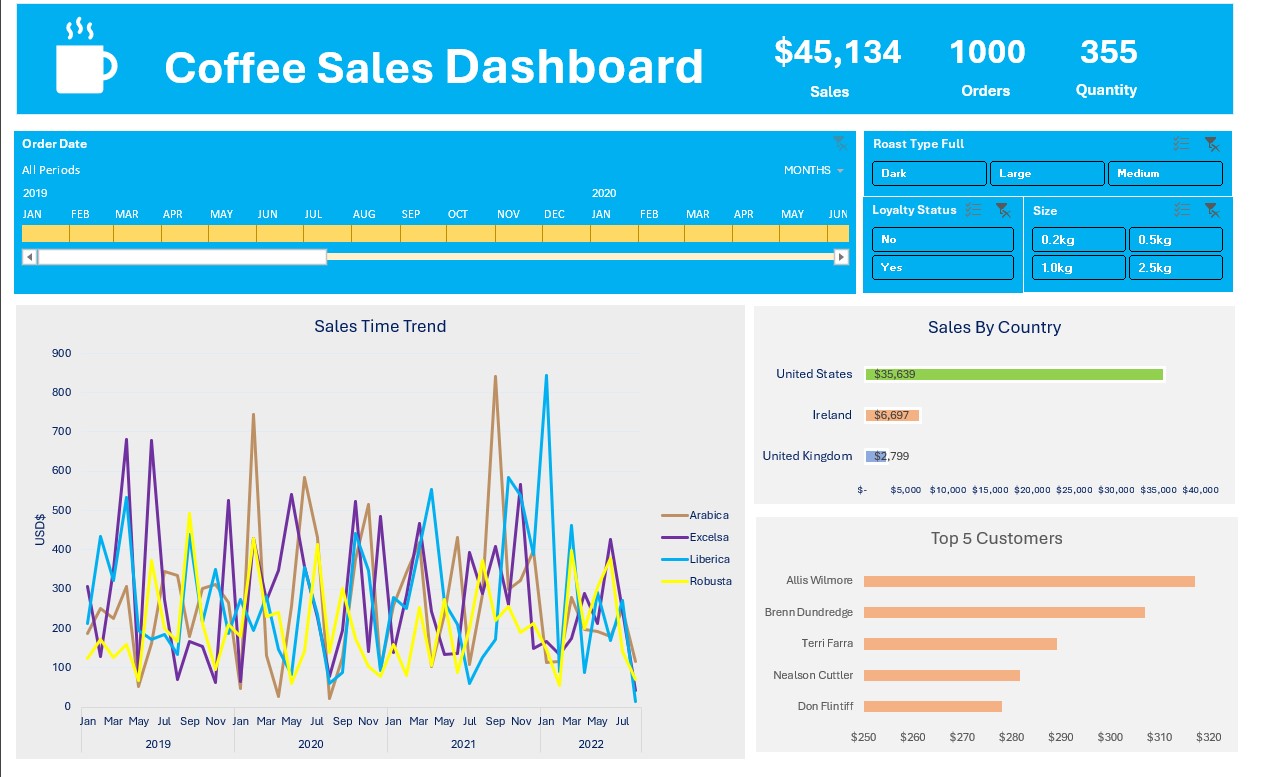 Coffee Sales Dashboard
$45,134 1000 355
Sales Orders Quantity
Order Date
All Periods MONTHS
2019 2020
JAN FEB MAR APR MAY JUN JUL AUG SEP OCT NOV DEC JAN FEB MAR APR MAY JUN
Roast Type Full
Dark Large Medium
Loyalty Status
No
Yes
Size
0.2kg 0.5kg
1.0kg 2.5kg
Sales Time Trend
900
800
700
600
500
400
300
200
100
0
USD$
Jan Mar May Jul Sep Nov Jan Mar May Jul Sep Nov Jan Mar May Jul Sep Nov Jan Mar May Jul
2019 2020 2021 2022
Arabica
Excelsa
Liberica
Robusta
Sales By Country
United States $35,639
Ireland $6,697
United Kingdom $2,799
$- $5,000 $10,000 $15,000 $20,000 $25,000 $30,000 $35,000 $40,000
Top 5 Customers
Allis Wilmore
Brenn Dundredge
Terri Farra
Nealson Cuttler
Don Flintiff
$250 $260 $270 $280 $290 $300 $310 $320